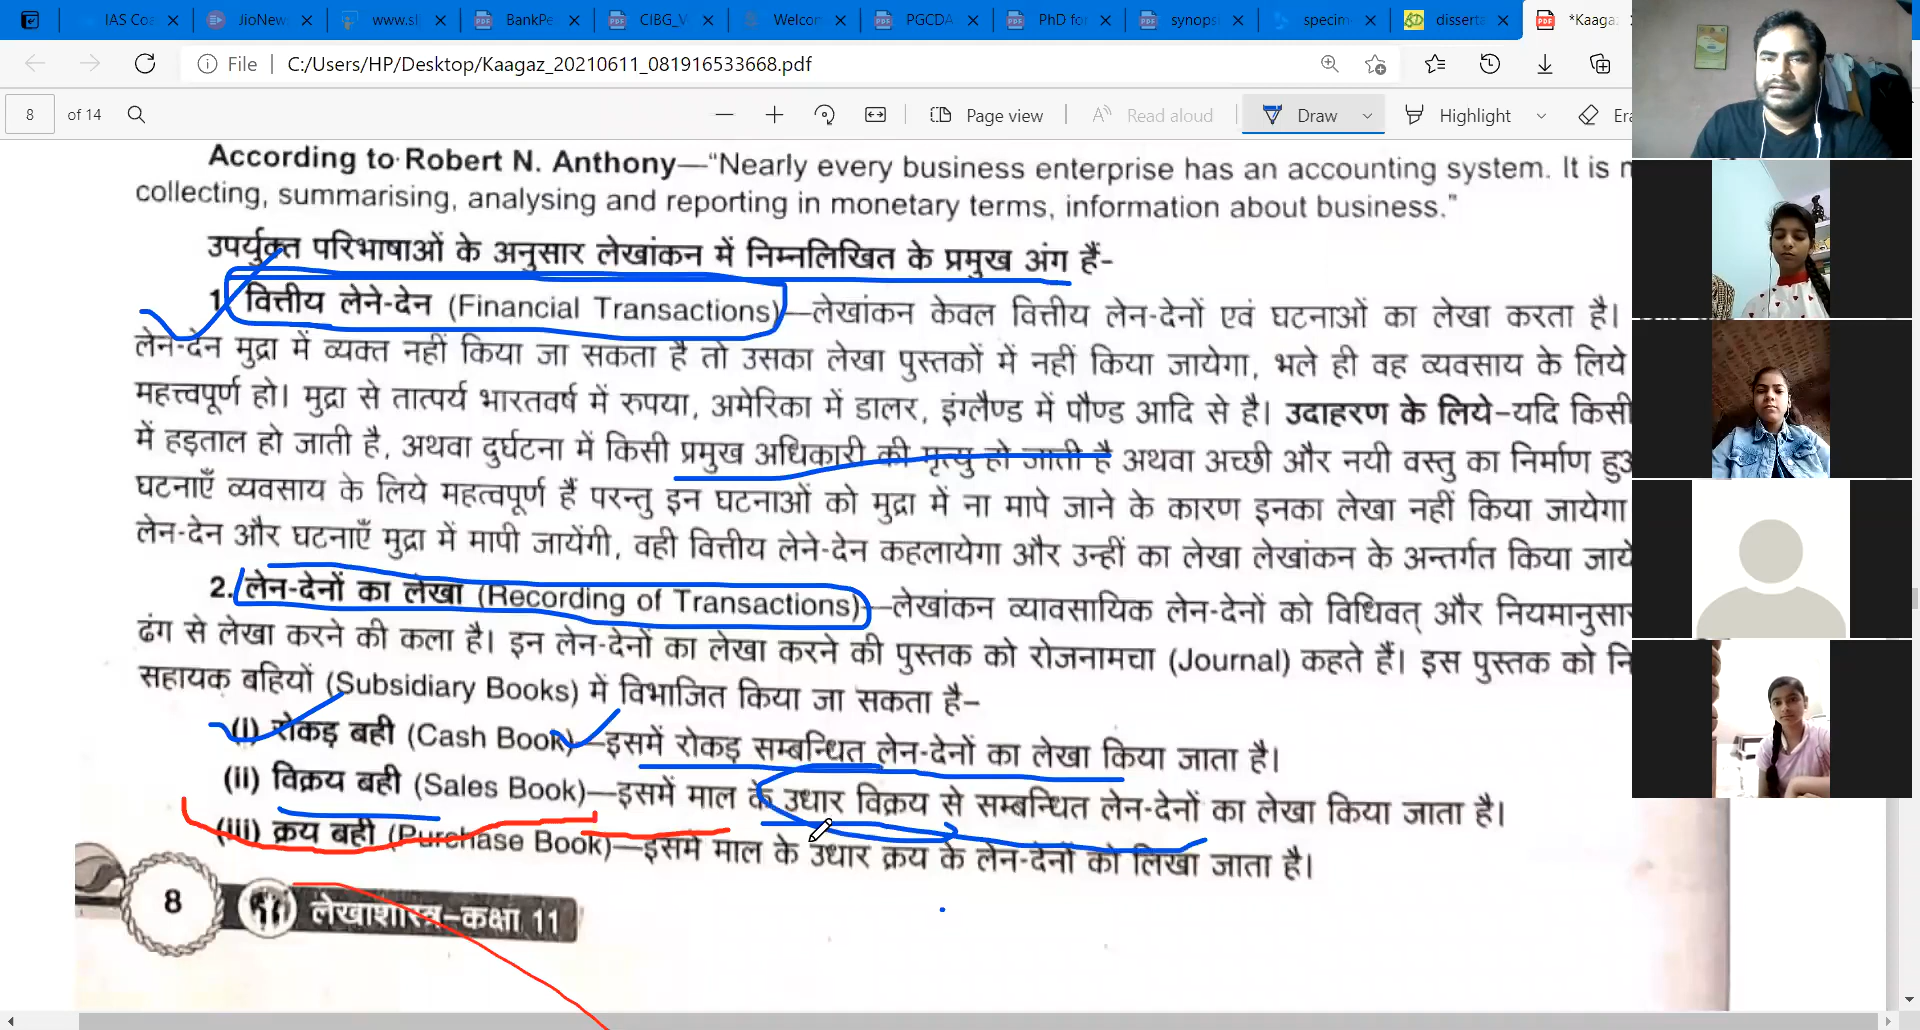 IAS Coa
JioNew
www.sl
BankPe
CIBG_V
Welcon
PGCDA
PhD for
synops
specim
disserta
*Kaaga
File
C:/Users/HP/Desktop/Kaagaz_20210611_081916533668.pdf
8 of 14
Page view
Read aloud
Draw
Highlight
Era
According to Robert N. Anthony—“Nearly every business enterprise has an accounting system. It is
collecting, summarising, analysing and reporting in monetary terms, information about business.”
उपर्युक्त परिभाषाओं के अनुसार लेखांकन में निम्नलिखित के प्रमुख अंग हैं–
1. वित्तीय लेने-देन (Financial Transactions)—लेखांकन केवल वित्तीय लेन-देनों एवं घटनाओं का लेखा करता है।
लेने-देन मुद्रा में व्यक्त नहीं किया जा सकता है तो उसका लेखा पुस्तकों में नहीं किया जायेगा, भले ही वह व्यवसाय के लिये
महत्त्वपूर्ण हो। मुद्रा से तात्पर्य भारतवर्ष में रुपया, अमेरिका में डालर, इंग्लैण्ड में पौण्ड आदि से है। उदाहरण के लिये–यदि किसी
में हड़ताल हो जाती है, अथवा दुर्घटना में किसी प्रमुख अधिकारी की मृत्यु हो जाती है अथवा अच्छी और नयी वस्तु का निर्माण
घटनाएँ व्यवसाय के लिये महत्वपूर्ण हैं परन्तु इन घटनाओं को मुद्रा में ना मापे जाने के कारण इनका लेखा नहीं किया जायेगा
लेन-देन और घटनाएँ मुद्रा में मापी जायेंगी, वही वित्तीय लेने-देन कहलायेगा और उन्हीं का लेखा लेखांकन के अन्तर्गत किया जाये
2. लेन-देनों का लेखा (Recording of Transactions)—लेखांकन व्यावसायिक लेन-देनों को विधिवत् और नियमानुसार
ढंग से लेखा करने की कला है। इन लेन-देनों का लेखा करने की पुस्तक को रोजनामचा (Journal) कहते हैं। इस पुस्तक को नि
सहायक बहियों (Subsidiary Books) में विभाजित किया जा सकता है–
(i) रोकड़ बही (Cash Book)—इसमें रोकड़ सम्बन्धित लेन-देनों का लेखा किया जाता है।
(ii) विक्रय बही (Sales Book)—इसमें माल के उधार विक्रय से सम्बन्धित लेन-देनों का लेखा किया जाता है।
(iii) क्रय बही (Purchase Book)—इसमे माल के उधार क्रय के लेन-देनों को लिखा जाता है।
8 लेखाशास्त्र–कक्षा 11